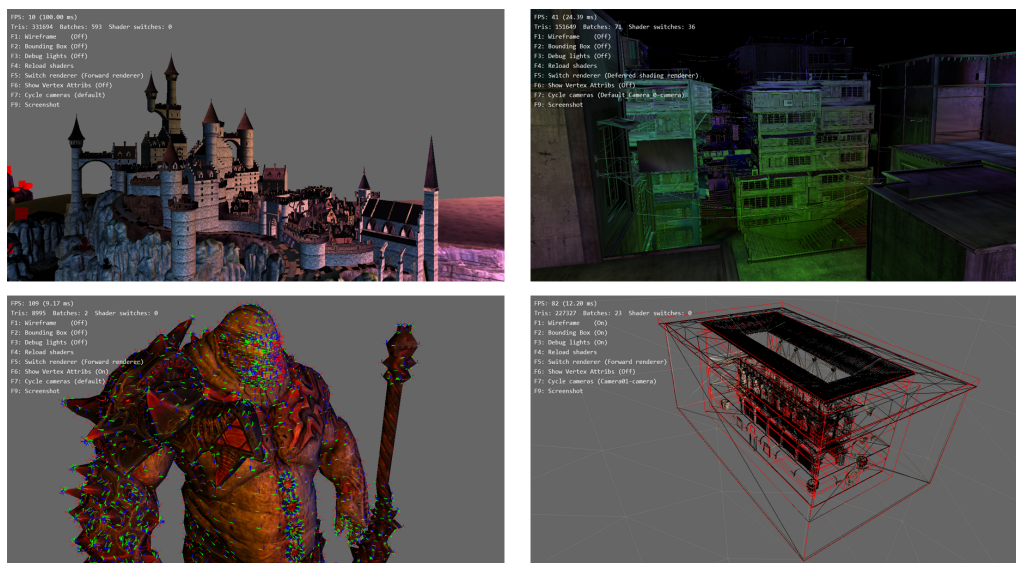 FPS: 10 (100.00 ms)
Tris: 331694 Batches: 593 Shader switches: 0
F1: Wireframe (Off)
F2: Bounding Box (Off)
F3: Debug lights (Off)
F4: Reload shaders
F5: Switch renderer (Forward renderer)
F6: Show Vertex Attribs (Off)
F7: Cycle cameras (default)
F9: Screenshot
FPS: 41 (24.39 ms)
Tris: 151649 Batches: 71 Shader switches: 36
F1: Wireframe (Off)
F2: Bounding Box (Off)
F3: Debug lights (Off)
F4: Reload shaders
F5: Switch renderer (Deferred shading renderer)
F6: Show Vertex Attribs (Off)
F7: Cycle cameras (Default_Camera_0-camera)
F9: Screenshot
FPS: 109 (9.17 ms)
Tris: 8995 Batches: 2 Shader switches: 0
F1: Wireframe (Off)
F2: Bounding Box (Off)
F3: Debug lights (Off)
F4: Reload shaders
F5: Switch renderer (Forward renderer)
F6: Show Vertex Attribs (On)
F7: Cycle cameras (default)
F9: Screenshot
FPS: 82 (12.20 ms)
Tris: 227327 Batches: 23 Shader switches: 0
F1: Wireframe (On)
F2: Bounding Box (On)
F3: Debug lights (On)
F4: Reload shaders
F5: Switch renderer (Forward renderer)
F6: Show Vertex Attribs (Off)
F7: Cycle cameras (Camera01-camera)
F9: Screenshot